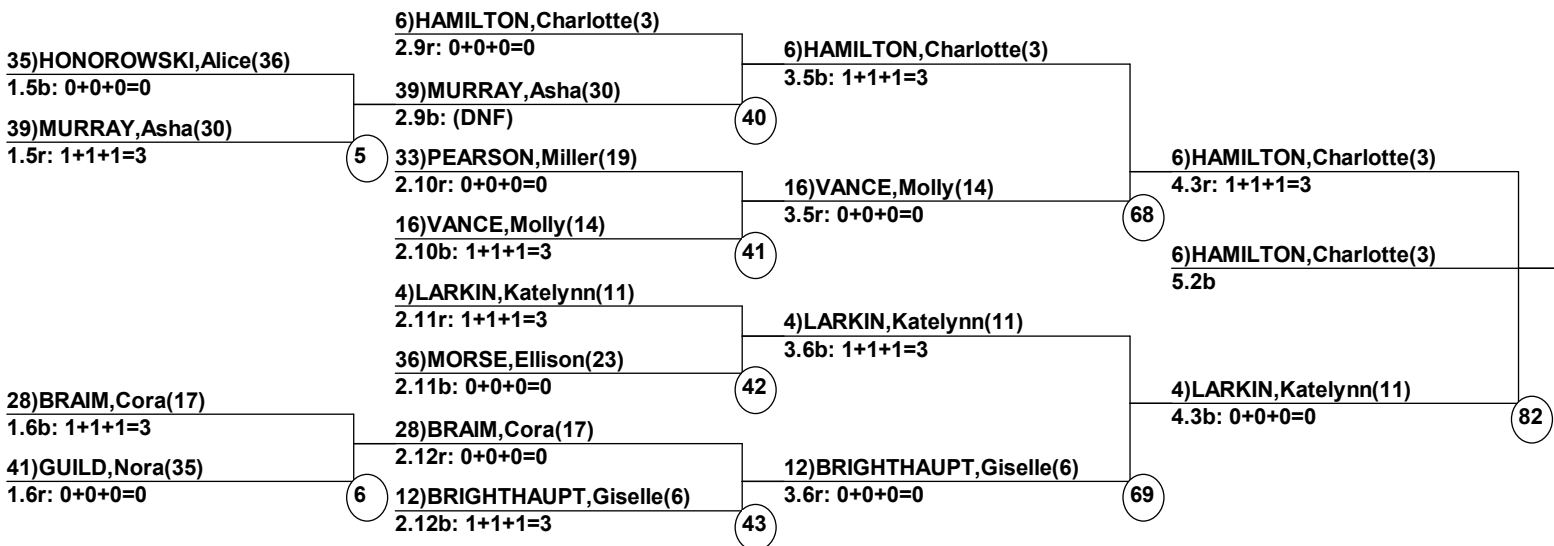 35)HONOROWSKI,Alice(36)
1.5b: 0+0+0=0
39)MURRAY,Asha(30)
1.5r: 1+1+1=3
5
28)BRAIM,Cora(17)
1.6b: 1+1+1=3
41)GUILD,Nora(35)
1.6r: 0+0+0=0
6
6)HAMILTON,Charlotte(3)
2.9r: 0+0+0=0
39)MURRAY,Asha(30)
2.9b: (DNF)
40
33)PEARSON,Miller(19)
2.10r: 0+0+0=0
16)VANCE,Molly(14)
2.10b: 1+1+1=3
41
4)LARKIN,Katelynn(11)
2.11r: 1+1+1=3
36)MORSE,Ellison(23)
2.11b: 0+0+0=0
42
28)BRAIM,Cora(17)
2.12r: 0+0+0=0
12)BRIGHTHAUPT,Giselle(6)
2.12b: 1+1+1=3
43
6)HAMILTON,Charlotte(3)
3.5b: 1+1+1=3
16)VANCE,Molly(14)
3.5r: 0+0+0=0
68
4)LARKIN,Katelynn(11)
3.6b: 1+1+1=3
12)BRIGHTHAUPT,Giselle(6)
3.6r: 0+0+0=0
69
6)HAMILTON,Charlotte(3)
4.3r: 1+1+1=3
6)HAMILTON,Charlotte(3)
5.2b
4)LARKIN,Katelynn(11)
4.3b: 0+0+0=0
82